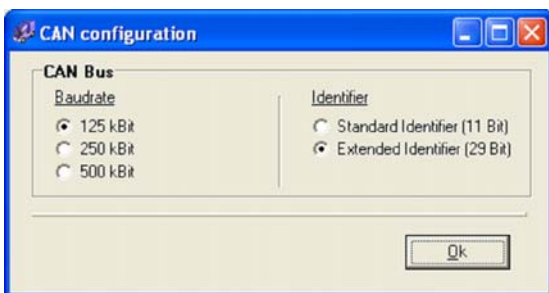 CAN configuration
CAN Bus
Baudrate
125 kBit
250 kBit
500 kBit
Identifier
Standard Identifier (11 Bit)
Extended Identifier (29 Bit)
Ok